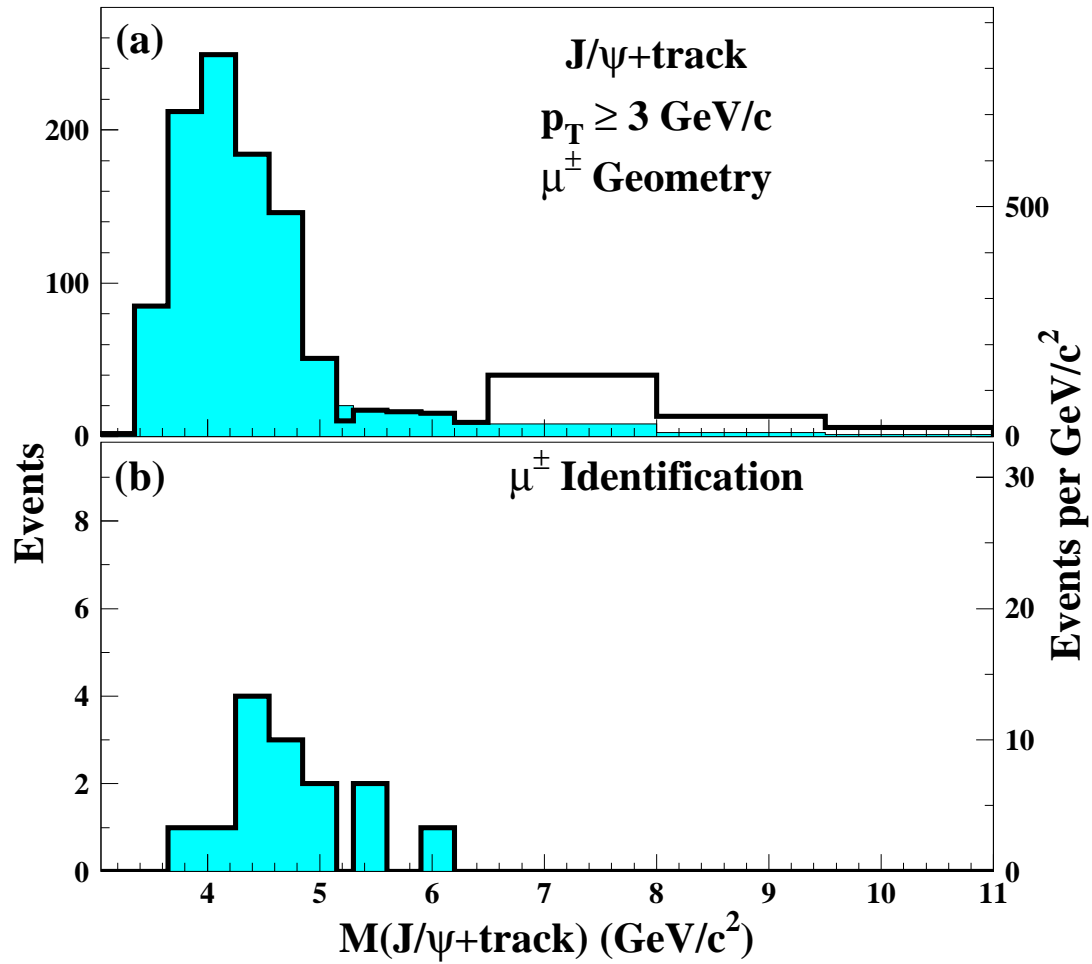 (a)
J/ψ+track
p_T ≥ 3 GeV/c
μ^± Geometry
200
100
0
500
0
Events
Events per GeV/c^2
(b)
μ^± Identification
8
6
4
2
0
30
20
10
0
4 5 6 7 8 9 10 11
M(J/ψ+track) (GeV/c^2)